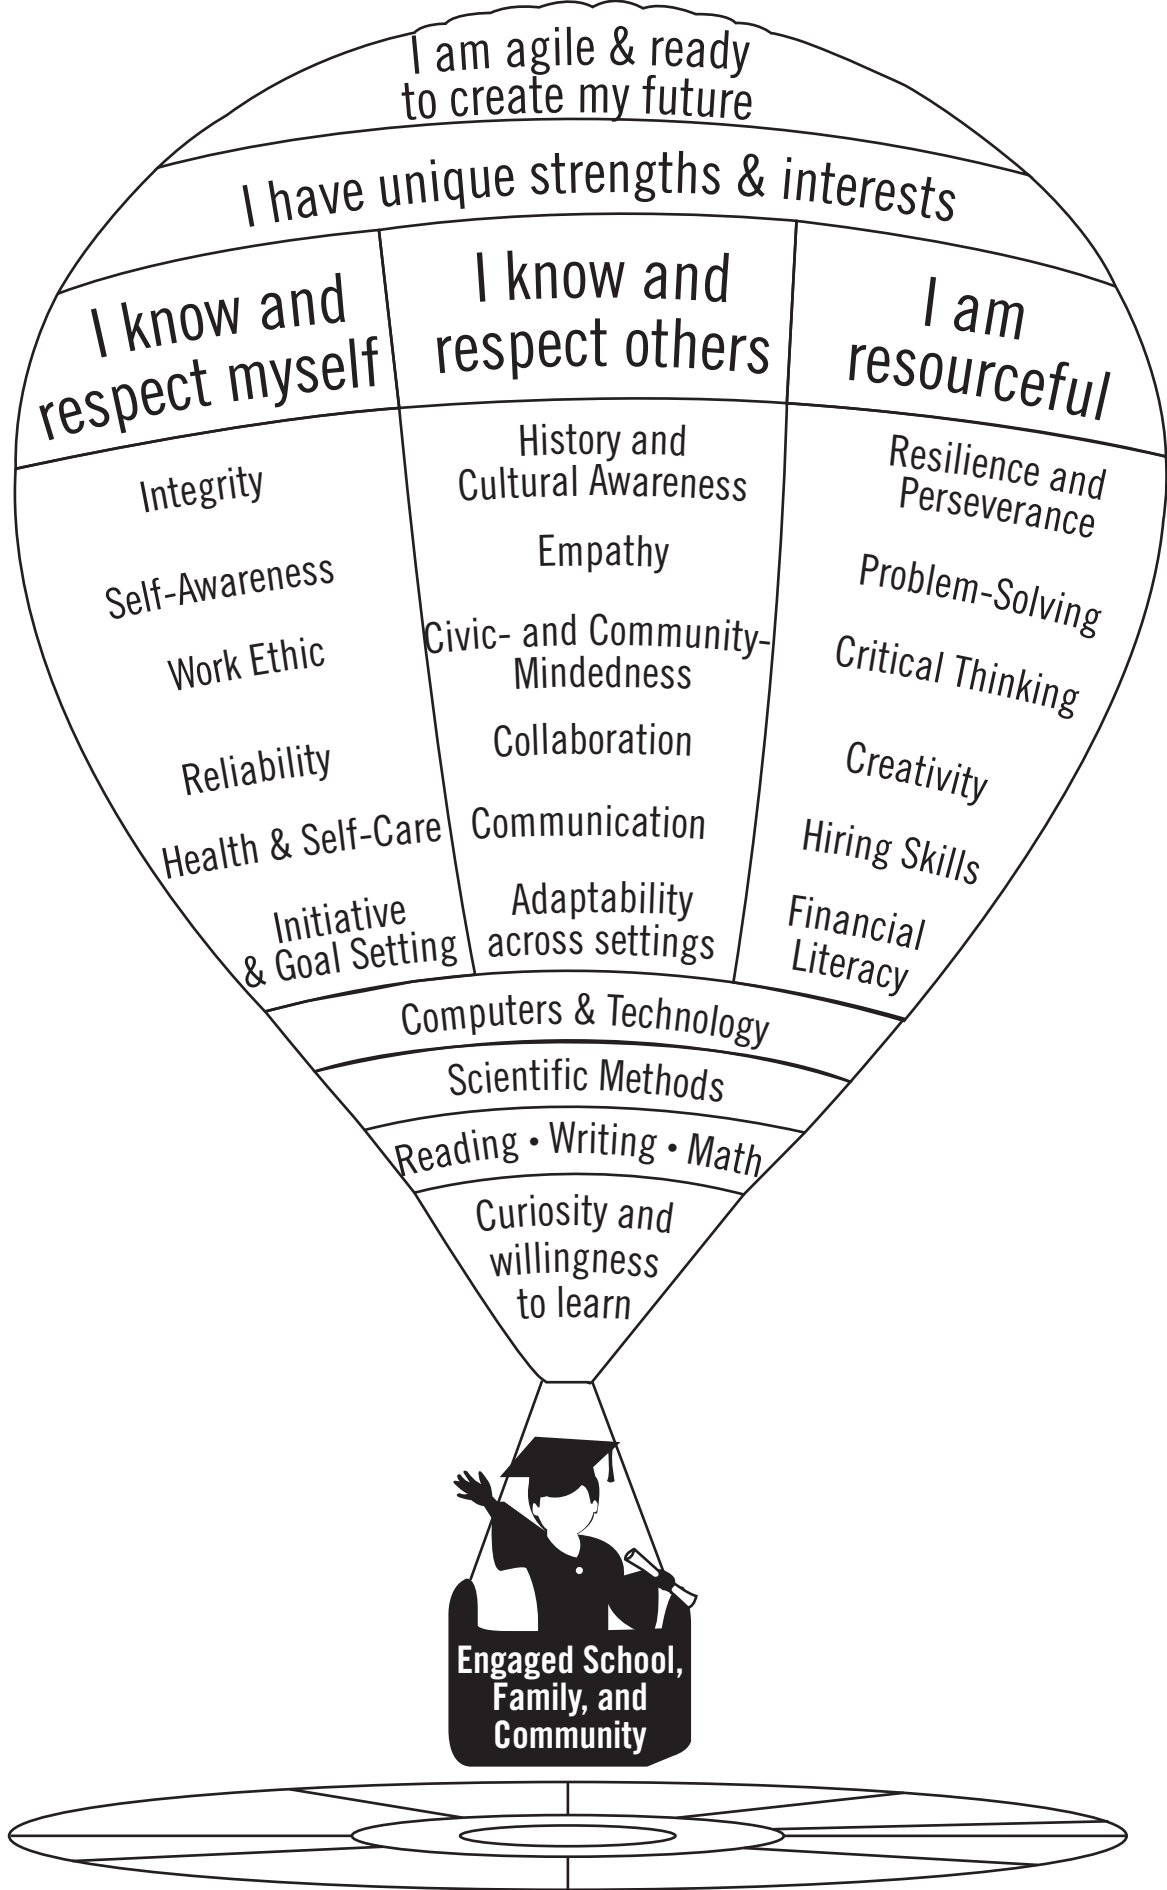 I am agile & ready
to create my future
I have unique strengths & interests
I know and
respect myself
Integrity
Self-Awareness
Work Ethic
Reliability
Health & Self-Care
Initiative
& Goal Setting
I know and
respect others
History and
Cultural Awareness
Empathy
Civic- and Community-
Mindedness
Collaboration
Communication
Adaptability
across settings
I am
resourceful
Resilience and
Perseverance
Problem-Solving
Critical Thinking
Creativity
Hiring Skills
Financial
Literacy
Computers & Technology
Scientific Methods
Reading • Writing • Math
Curiosity and
willingness
to learn
Engaged School,
Family, and
Community